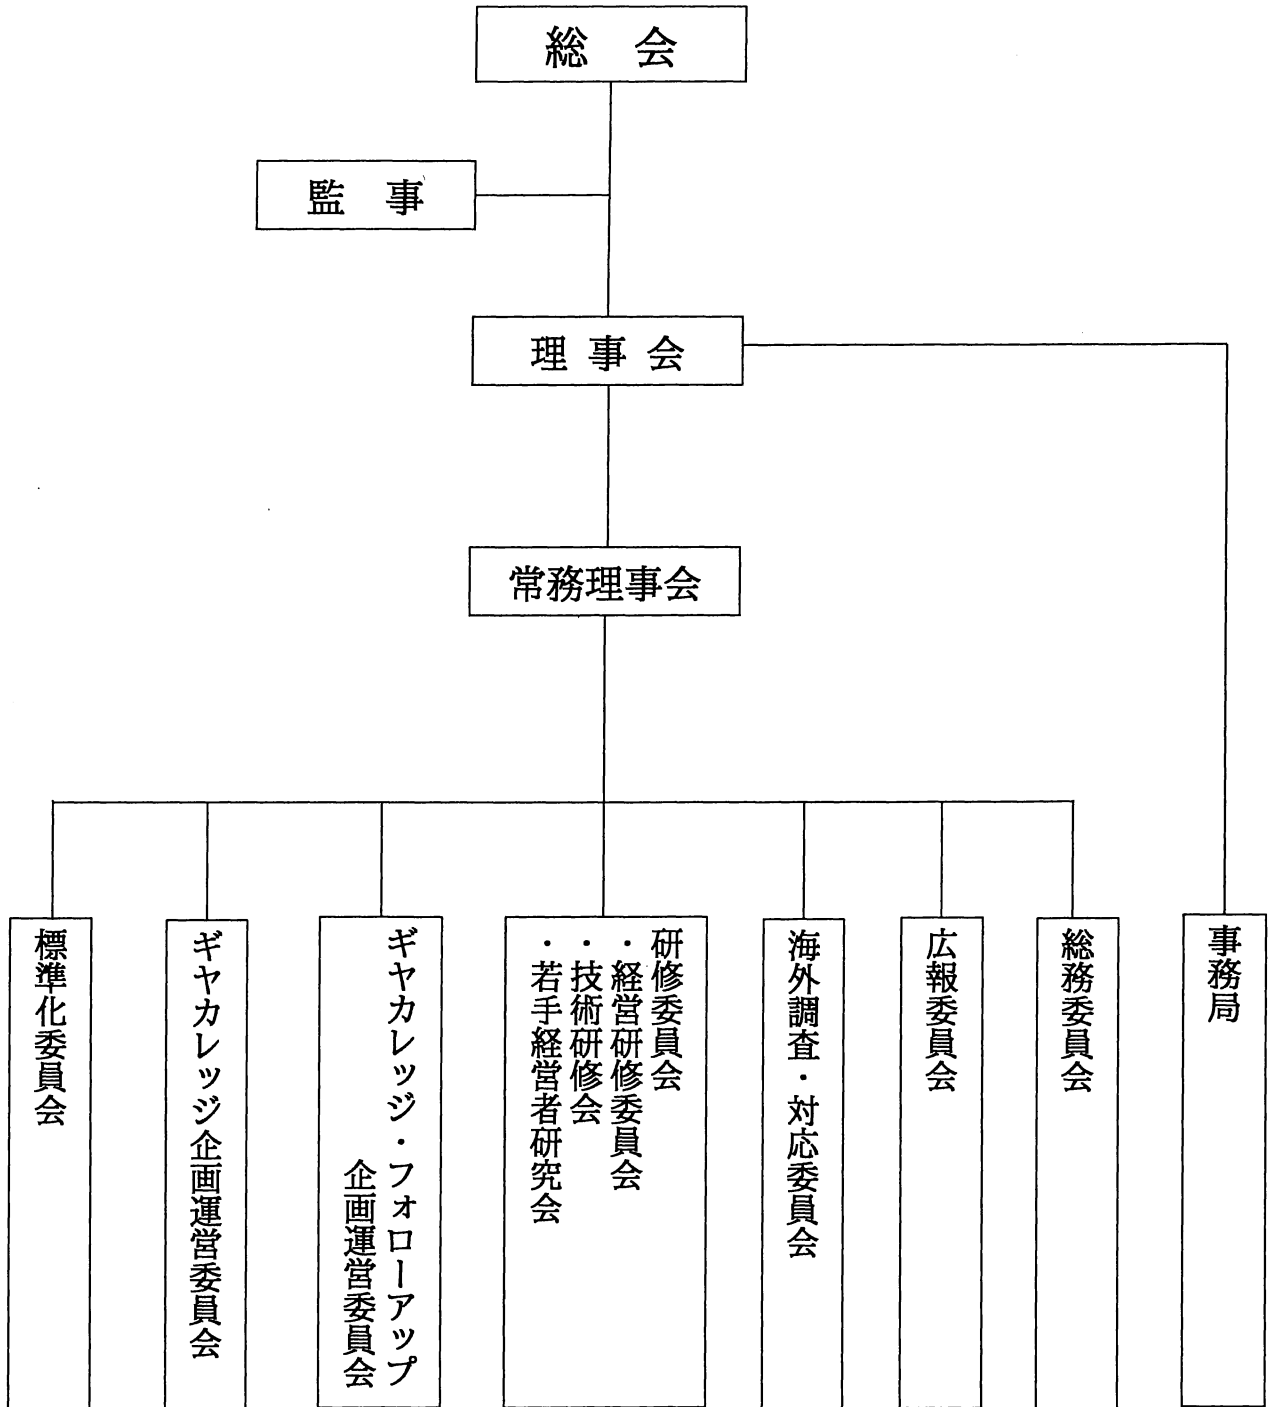 総 会
監 事
理 事 会
常務理事会
事務局
総務委員会
広報委員会
海外調査・対応委員会
研修委員会
・経営研修委員会
・技術研修会
・若手経営者研究会
ギヤカレッジ・フォローアップ
企画運営委員会
ギヤカレッジ企画運営委員会
標準化委員会